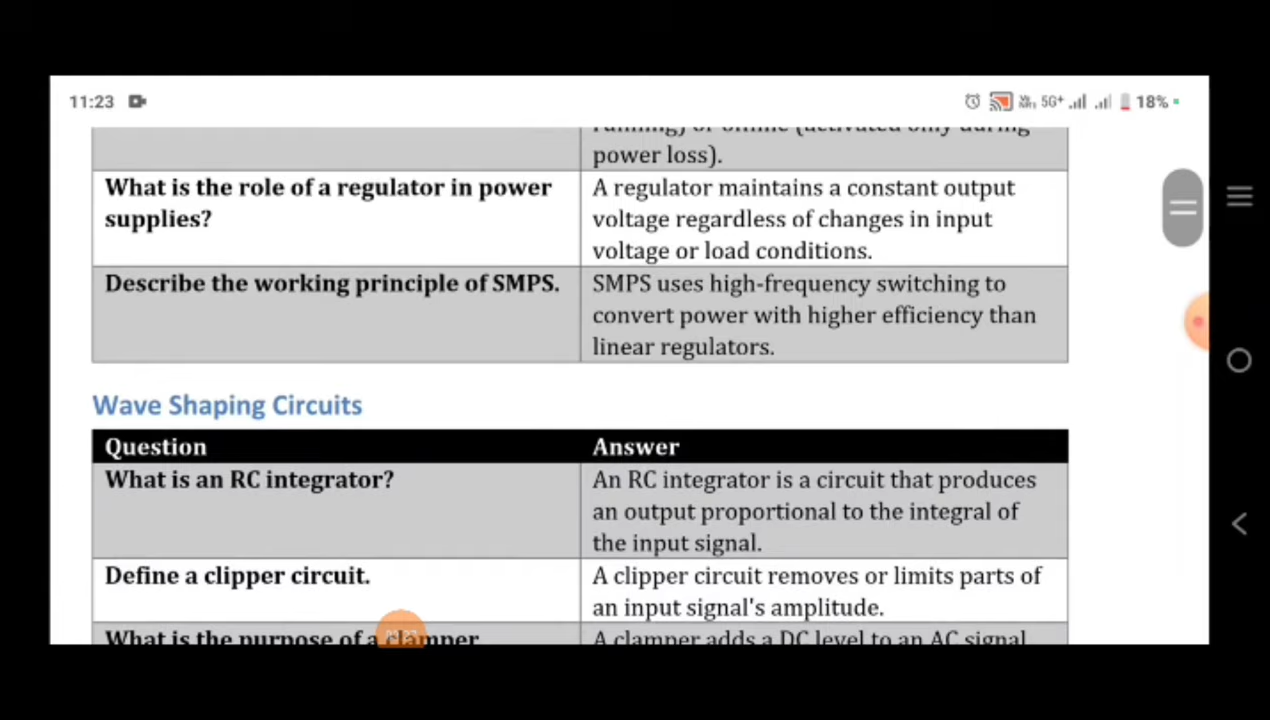 11:23
5G+
18%
power loss).
What is the role of a regulator in power
supplies?
A regulator maintains a constant output
voltage regardless of changes in input
voltage or load conditions.
Describe the working principle of SMPS.
SMPS uses high-frequency switching to
convert power with higher efficiency than
linear regulators.
Wave Shaping Circuits
Question
Answer
What is an RC integrator?
An RC integrator is a circuit that produces
an output proportional to the integral of
the input signal.
Define a clipper circuit.
A clipper circuit removes or limits parts of
an input signal's amplitude.
What is the purpose of a clamper
A clamper adds a DC level to an AC signal